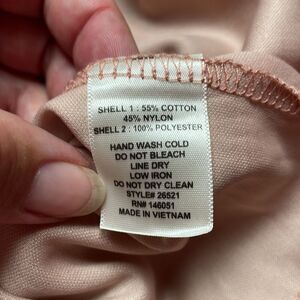 SHELL 1 : 55% COTTON
45% NYLON
SHELL 2 : 100% POLYESTER
HAND WASH COLD
DO NOT BLEACH
LINE DRY
LOW IRON
DO NOT DRY CLEAN
STYLE# 26521
RN# 146051
MADE IN VIETNAM